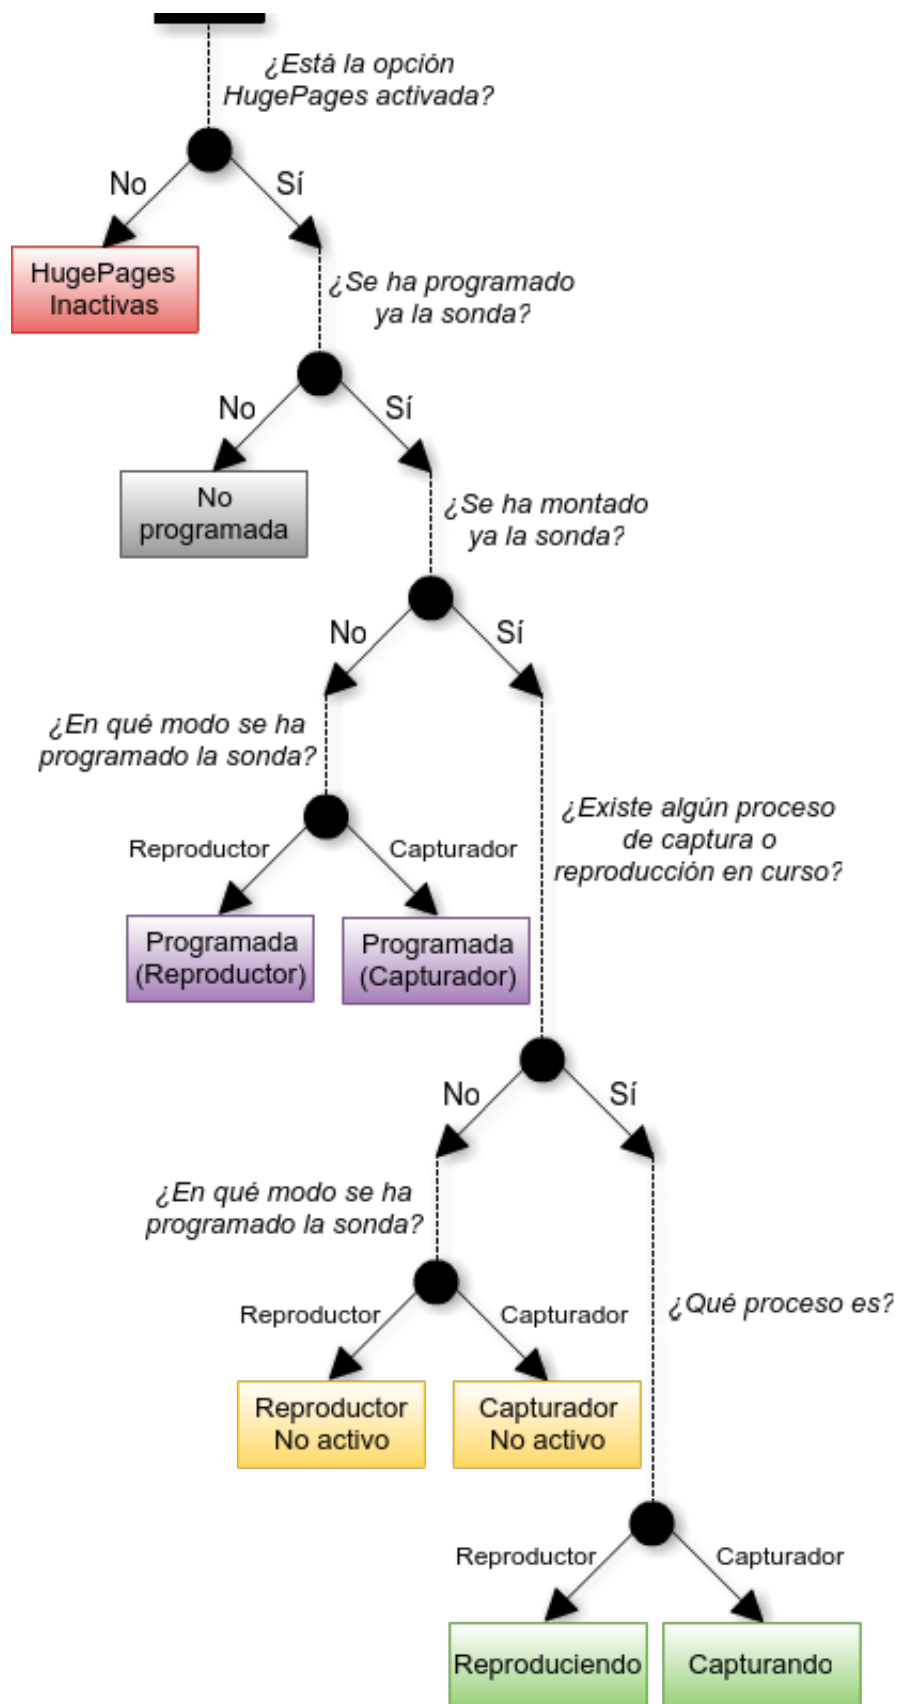 ¿Está la opción
HugePages activada?
No
Sí
HugePages
Inactivas
¿Se ha programado
ya la sonda?
No
Sí
No
programada
¿Se ha montado
ya la sonda?
No
Sí
¿En qué modo se ha
programado la sonda?
¿Existe algún proceso
de captura o
reproducción en curso?
Reproductor
Capturador
Programada
(Reproductor)
Programada
(Capturador)
No
Sí
¿En qué modo se ha
programado la sonda?
¿Qué proceso es?
Reproductor
Capturador
Reproductor
No activo
Capturador
No activo
Reproductor
Capturador
Reproduciendo
Capturando